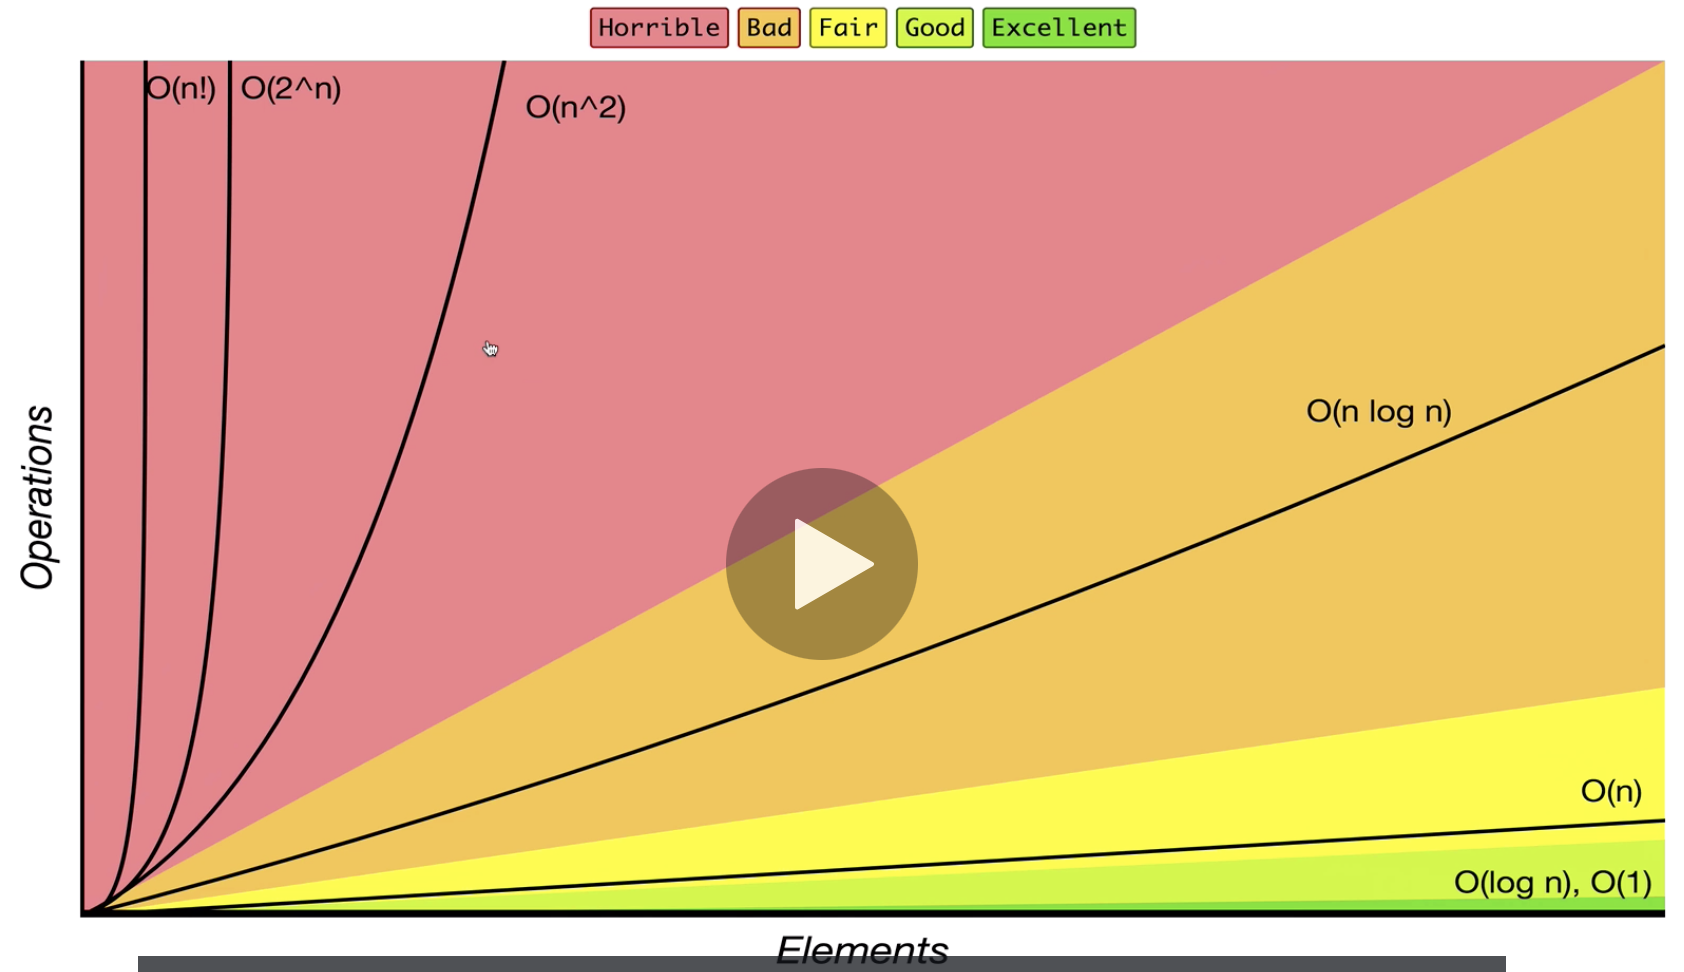 Horrible Bad Fair Good Excellent
O(n!) O(2^n)
O(n^2)
O(n log n)
O(n)
O(log n), O(1)
Operations
Elements